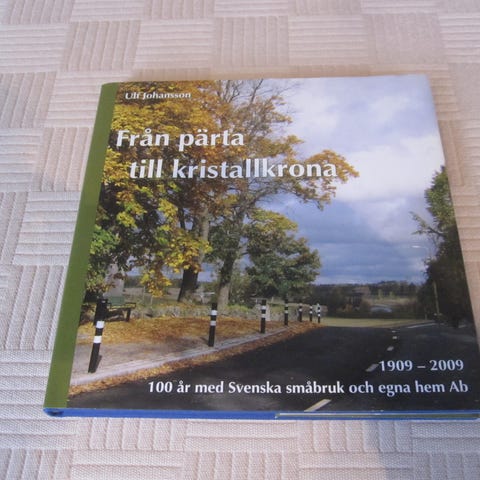 Ulf Johansson
Från pärta
till kristallkrona
1909 – 2009
100 år med Svenska småbruk och egna hem Ab